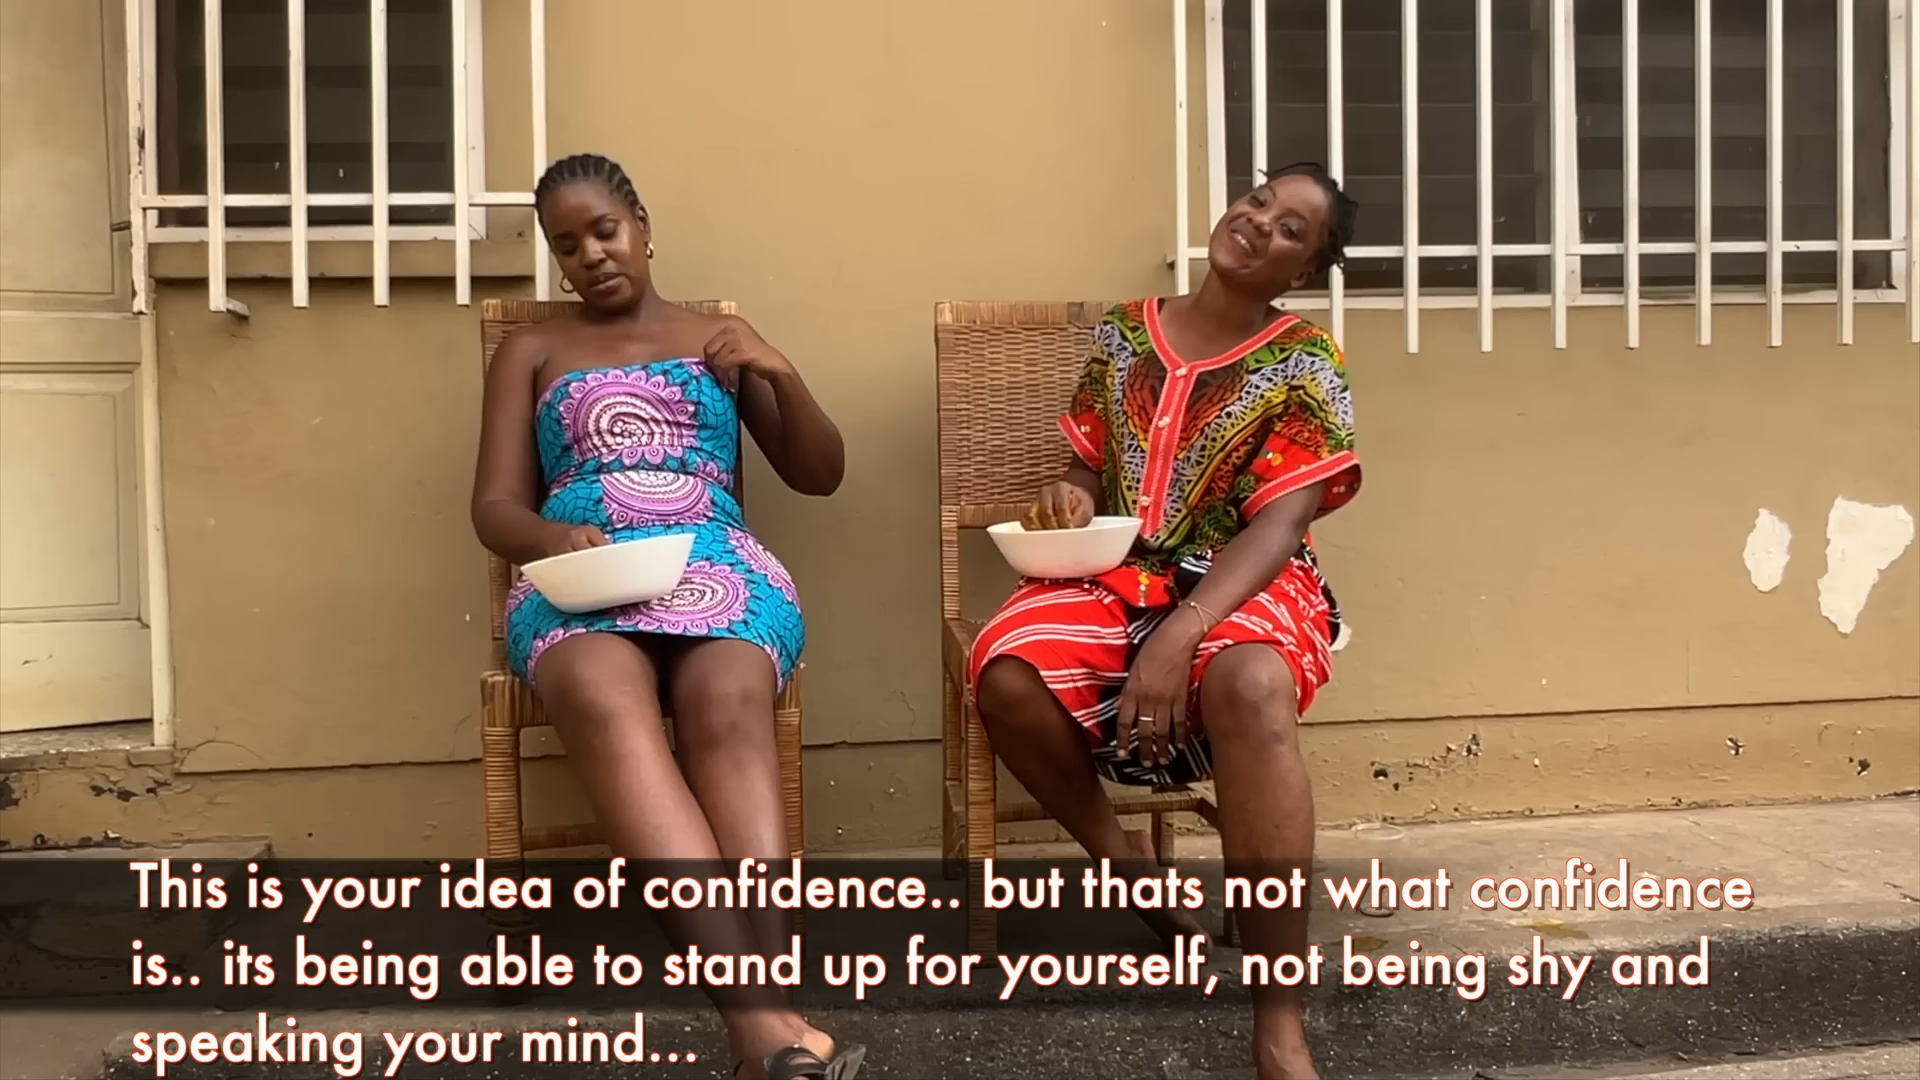 This is your idea of confidence.. but thats not what confidence
is.. its being able to stand up for yourself, not being shy and
speaking your mind...